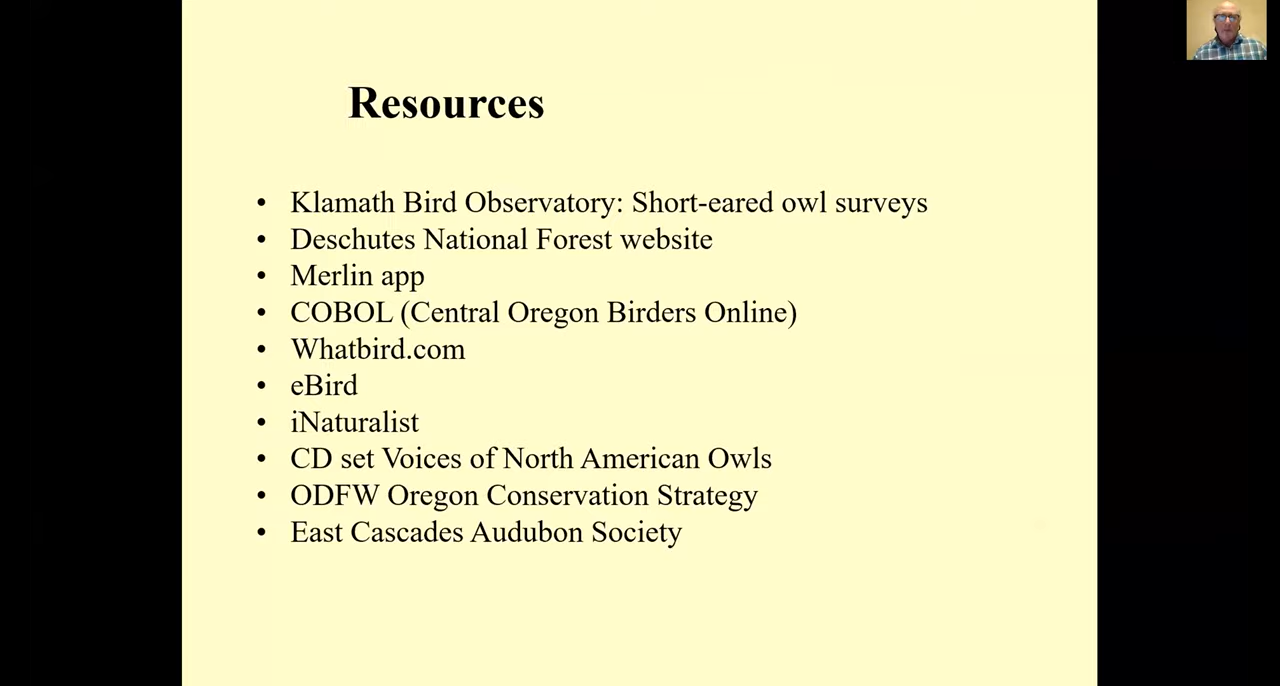 Resources
• Klamath Bird Observatory: Short-eared owl surveys
• Deschutes National Forest website
• Merlin app
• COBOL (Central Oregon Birders Online)
• Whatbird.com
• eBird
• iNaturalist
• CD set Voices of North American Owls
• ODFW Oregon Conservation Strategy
• East Cascades Audubon Society